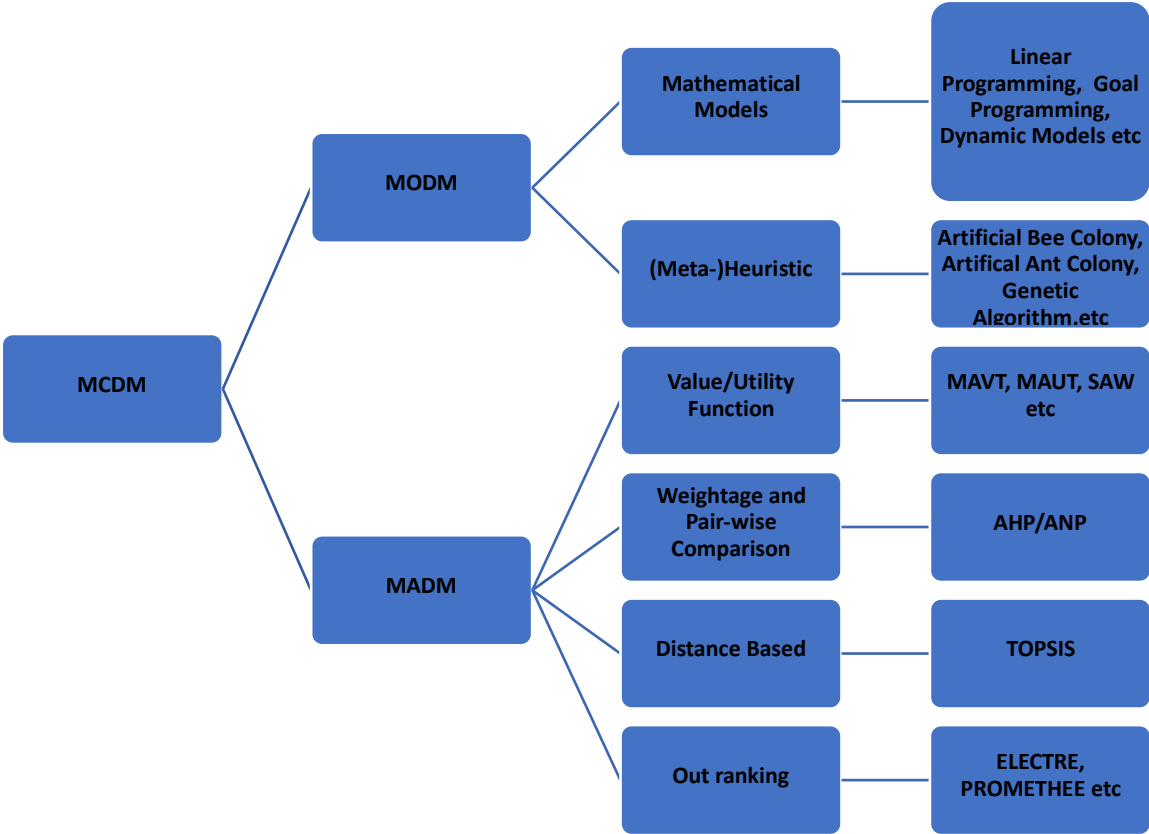 MCDM
MODM
MADM
Mathematical
Models
(Meta-)Heuristic
Value/Utility
Function
Weightage and
Pair-wise
Comparison
Distance Based
Out ranking
Linear
Programming, Goal
Programming,
Dynamic Models etc
Artificial Bee Colony,
Artifical Ant Colony,
Genetic
Algorithm.etc
MAVT, MAUT, SAW
etc
AHP/ANP
TOPSIS
ELECTRE,
PROMETHEE etc